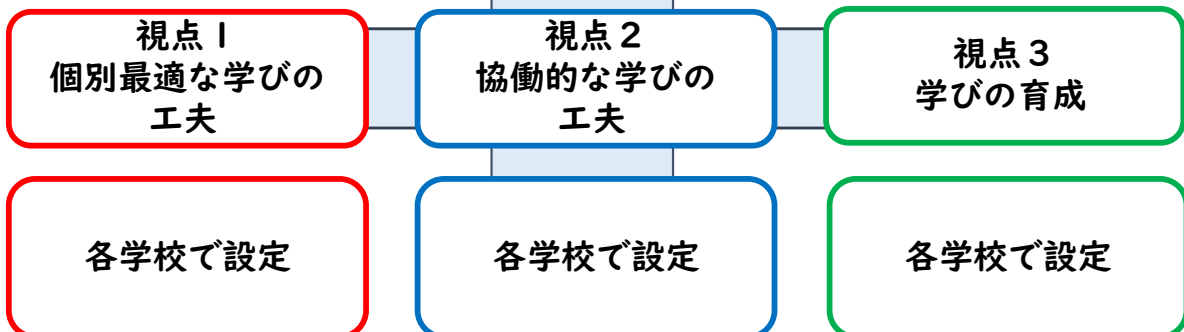 視点１
個別最適な学びの
工夫
視点２
協働的な学びの
工夫
視点３
学びの育成
各学校で設定
各学校で設定
各学校で設定